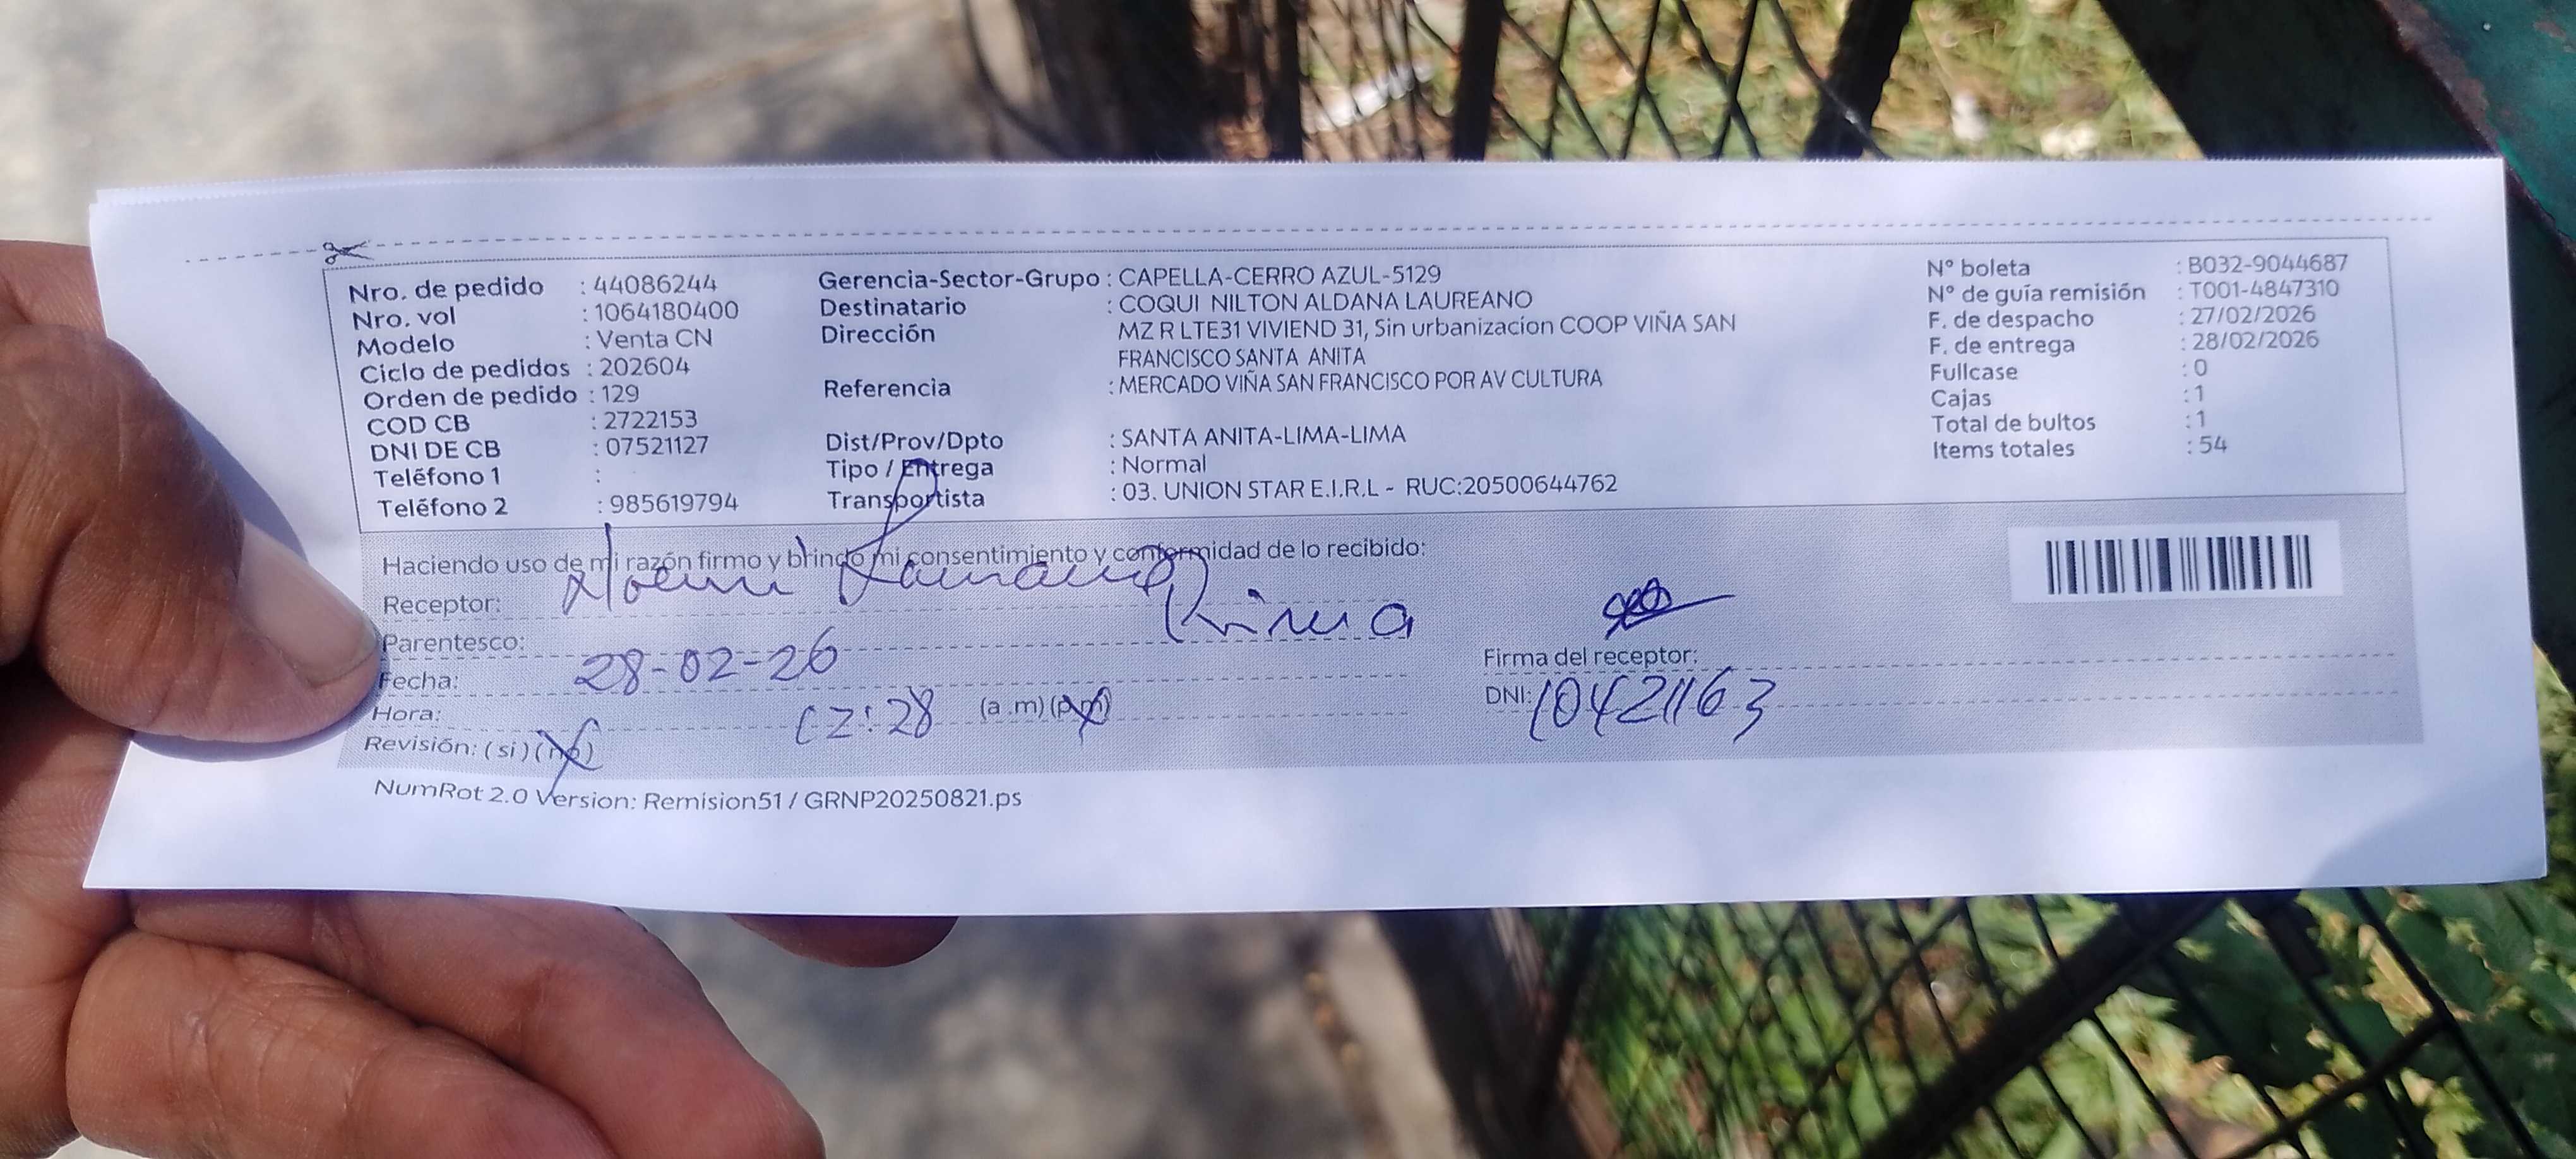 Nro. de pedido : 44086244
Nro. vol : 1064180400
Modelo : Venta CN
Ciclo de pedidos : 202604
Orden de pedido : 129
COD CB : 2722153
DNI DE CB : 07521127
Teléfono 1 :
Teléfono 2 : 985619794
Gerencia-Sector-Grupo : CAPELLA-CERRO AZUL-5129
Destinatario : COQUI NILTON ALDANA LAUREANO
Dirección MZ R LTE31 VIVIEND 31, Sin urbanizacion COOP VIÑA SAN
FRANCISCO SANTA ANITA
Referencia : MERCADO VIÑA SAN FRANCISCO POR AV CULTURA
Dist/Prov/Dpto : SANTA ANITA-LIMA-LIMA
Tipo / Entrega : Normal
Transportista : 03. UNION STAR E.I.R.L - RUC:20500644762
N° boleta : B032-9044687
N° de guía remisión : T001-4847310
F. de despacho : 27/02/2026
F. de entrega : 28/02/2026
Fullcase : 0
Cajas : 1
Total de bultos : 1
Items totales : 54
Haciendo uso de mi razón firmo y brindo mi consentimiento y conformidad de lo recibido:
Receptor: Noemi Laureano
Parentesco: Prima
Fecha: 28-02-26
Hora: 12:28 (a .m) (p.m)
Revisión: ( si ) ( no )
Firma del receptor:
DNI: 10421163
NumRot 2.0 Version: Remision51 / GRNP20250821.ps